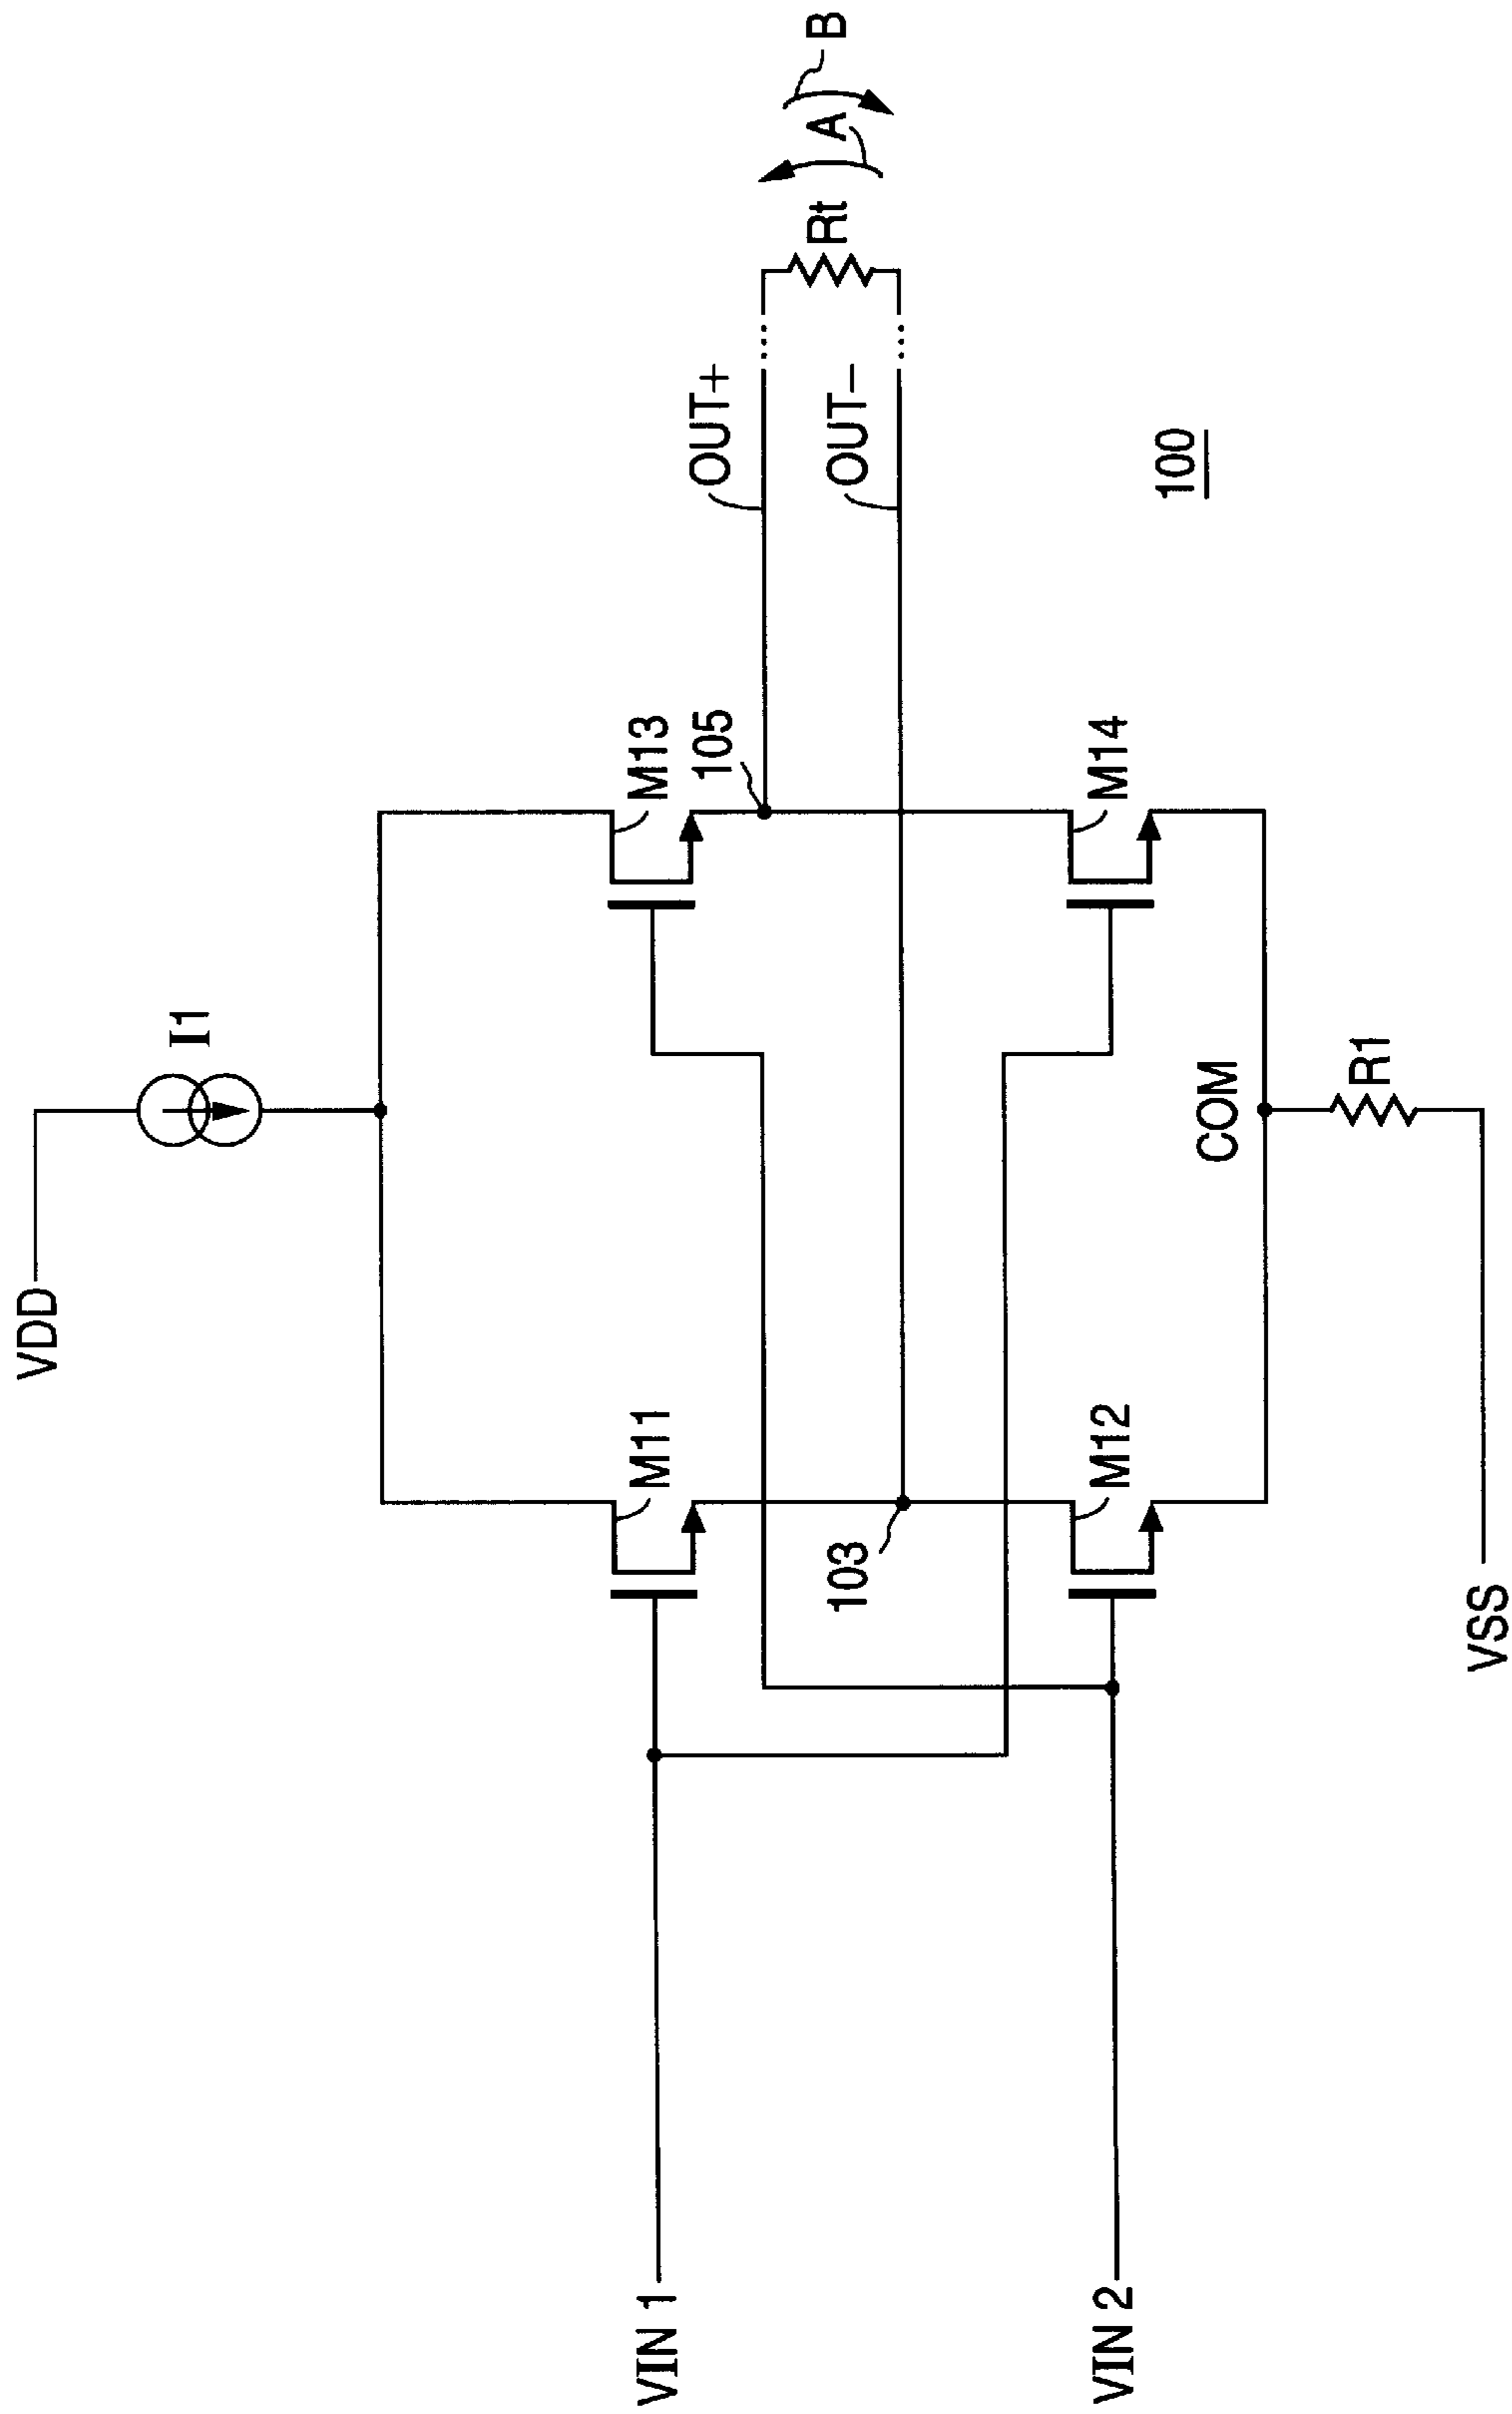 VDD
I1
M11
M13
105
OUT+
OUT−
Rt
A
B
103
VIN 1
VIN 2
M12
M14
COM
R1
VSS
100